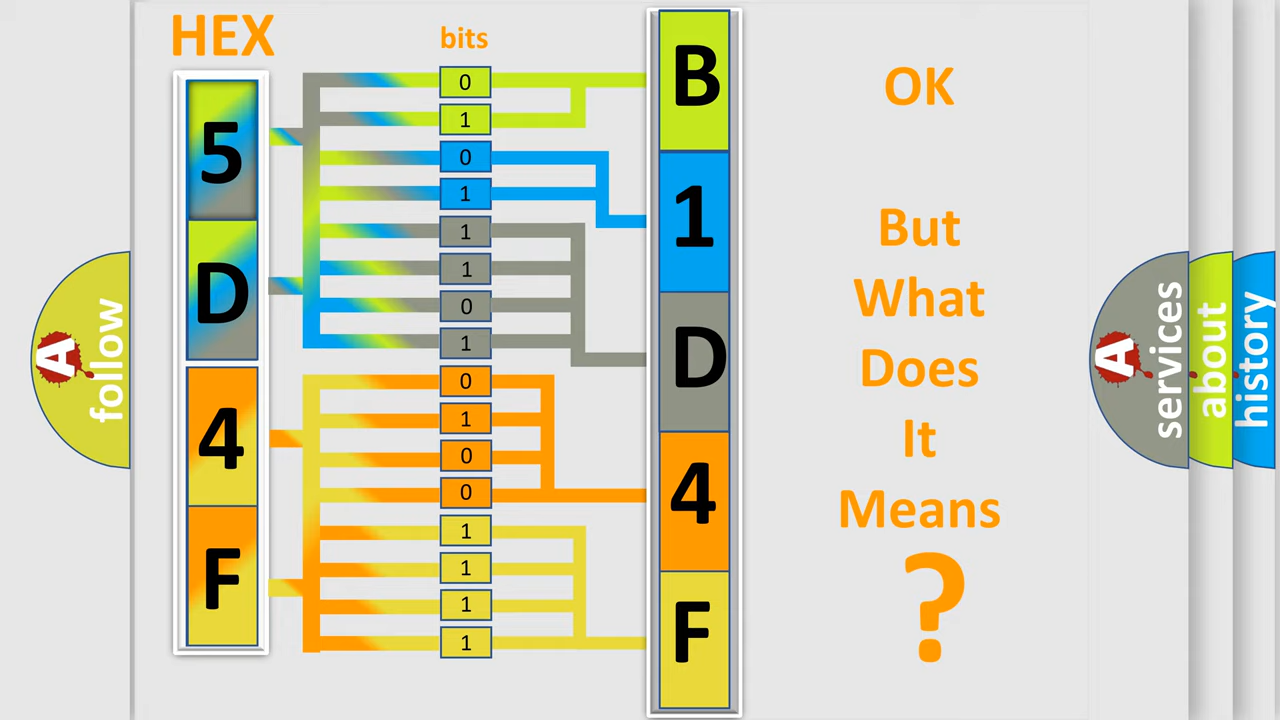 HEX
bits
5
D
4
F
0
1
0
1
1
1
0
1
0
1
0
0
1
1
1
1
B
1
D
4
F
OK
But
What
Does
It
Means
?
A
follow
A
services
about
history